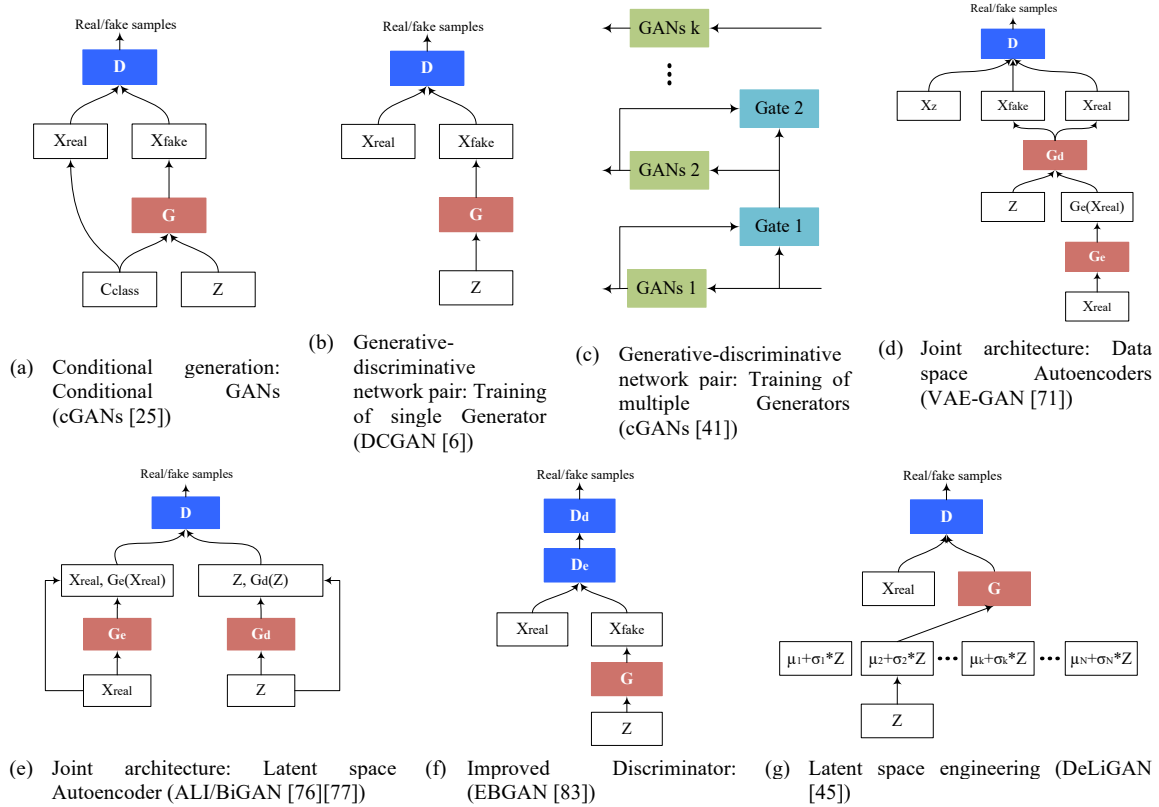 Real/fake samples
D
Xreal
Xfake
G
Cclass
Z
(a) Conditional generation:
Conditional GANs
(cGANs [25])
Real/fake samples
D
Xreal
Xfake
G
Z
(b) Generative-
discriminative
network pair: Training
of single Generator
(DCGAN [6])
GANs k
Gate 2
GANs 2
Gate 1
GANs 1
(c) Generative-discriminative
network pair: Training of
multiple Generators
(cGANs [41])
Real/fake samples
D
Xz
Xfake
Xreal
Gd
Z
Ge(Xreal)
Ge
Xreal
(d) Joint architecture: Data
space Autoencoders
(VAE-GAN [71])
Real/fake samples
D
Xreal, Ge(Xreal)
Z, Gd(Z)
Ge
Gd
Xreal
Z
(e) Joint architecture: Latent space
Autoencoder (ALI/BiGAN [76][77])
Real/fake samples
Dd
De
Xreal
Xfake
G
Z
(f) Improved Discriminator:
(EBGAN [83])
Real/fake samples
D
Xreal
G
μ1+σ1*Z
μ2+σ2*Z
μk+σk*Z
μN+σN*Z
Z
(g) Latent space engineering (DeLiGAN
[45])